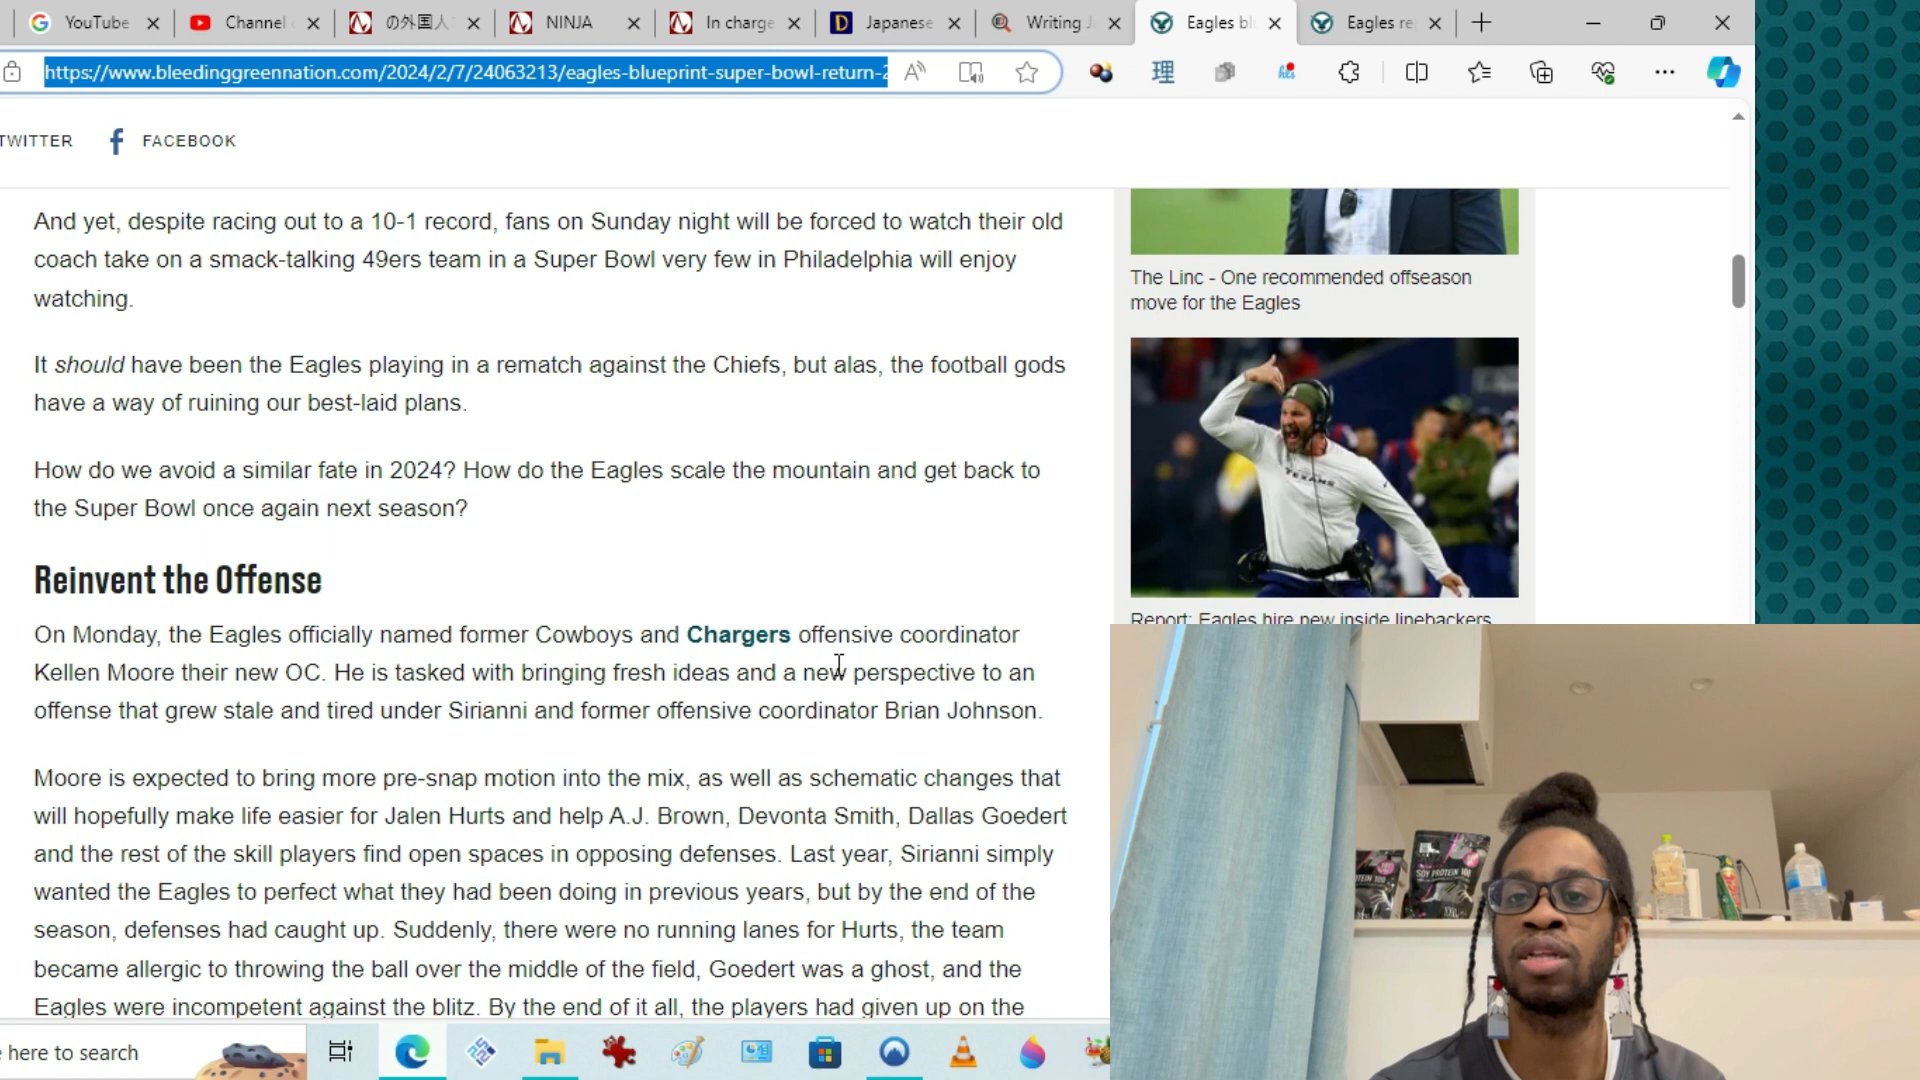 YouTube
Channel
の外国人
NINJA
In charge
Japanese
Writing J
Eagles bl
Eagles re
https://www.bleedinggreennation.com/2024/2/7/24063213/eagles-blueprint-super-bowl-return-2
TWITTER
FACEBOOK
And yet, despite racing out to a 10-1 record, fans on Sunday night will be forced to watch their old
coach take on a smack-talking 49ers team in a Super Bowl very few in Philadelphia will enjoy
watching.
It should have been the Eagles playing in a rematch against the Chiefs, but alas, the football gods
have a way of ruining our best-laid plans.
How do we avoid a similar fate in 2024? How do the Eagles scale the mountain and get back to
the Super Bowl once again next season?
Reinvent the Offense
On Monday, the Eagles officially named former Cowboys and Chargers offensive coordinator
Kellen Moore their new OC. He is tasked with bringing fresh ideas and a new perspective to an
offense that grew stale and tired under Sirianni and former offensive coordinator Brian Johnson.
Moore is expected to bring more pre-snap motion into the mix, as well as schematic changes that
will hopefully make life easier for Jalen Hurts and help A.J. Brown, Devonta Smith, Dallas Goedert
and the rest of the skill players find open spaces in opposing defenses. Last year, Sirianni simply
wanted the Eagles to perfect what they had been doing in previous years, but by the end of the
season, defenses had caught up. Suddenly, there were no running lanes for Hurts, the team
became allergic to throwing the ball over the middle of the field, Goedert was a ghost, and the
Eagles were incompetent against the blitz. By the end of it all, the players had given up on the
The Linc - One recommended offseason
move for the Eagles
TEXANS
Report: Eagles hire new inside linebackers
SOY PROTEIN 100
here to search